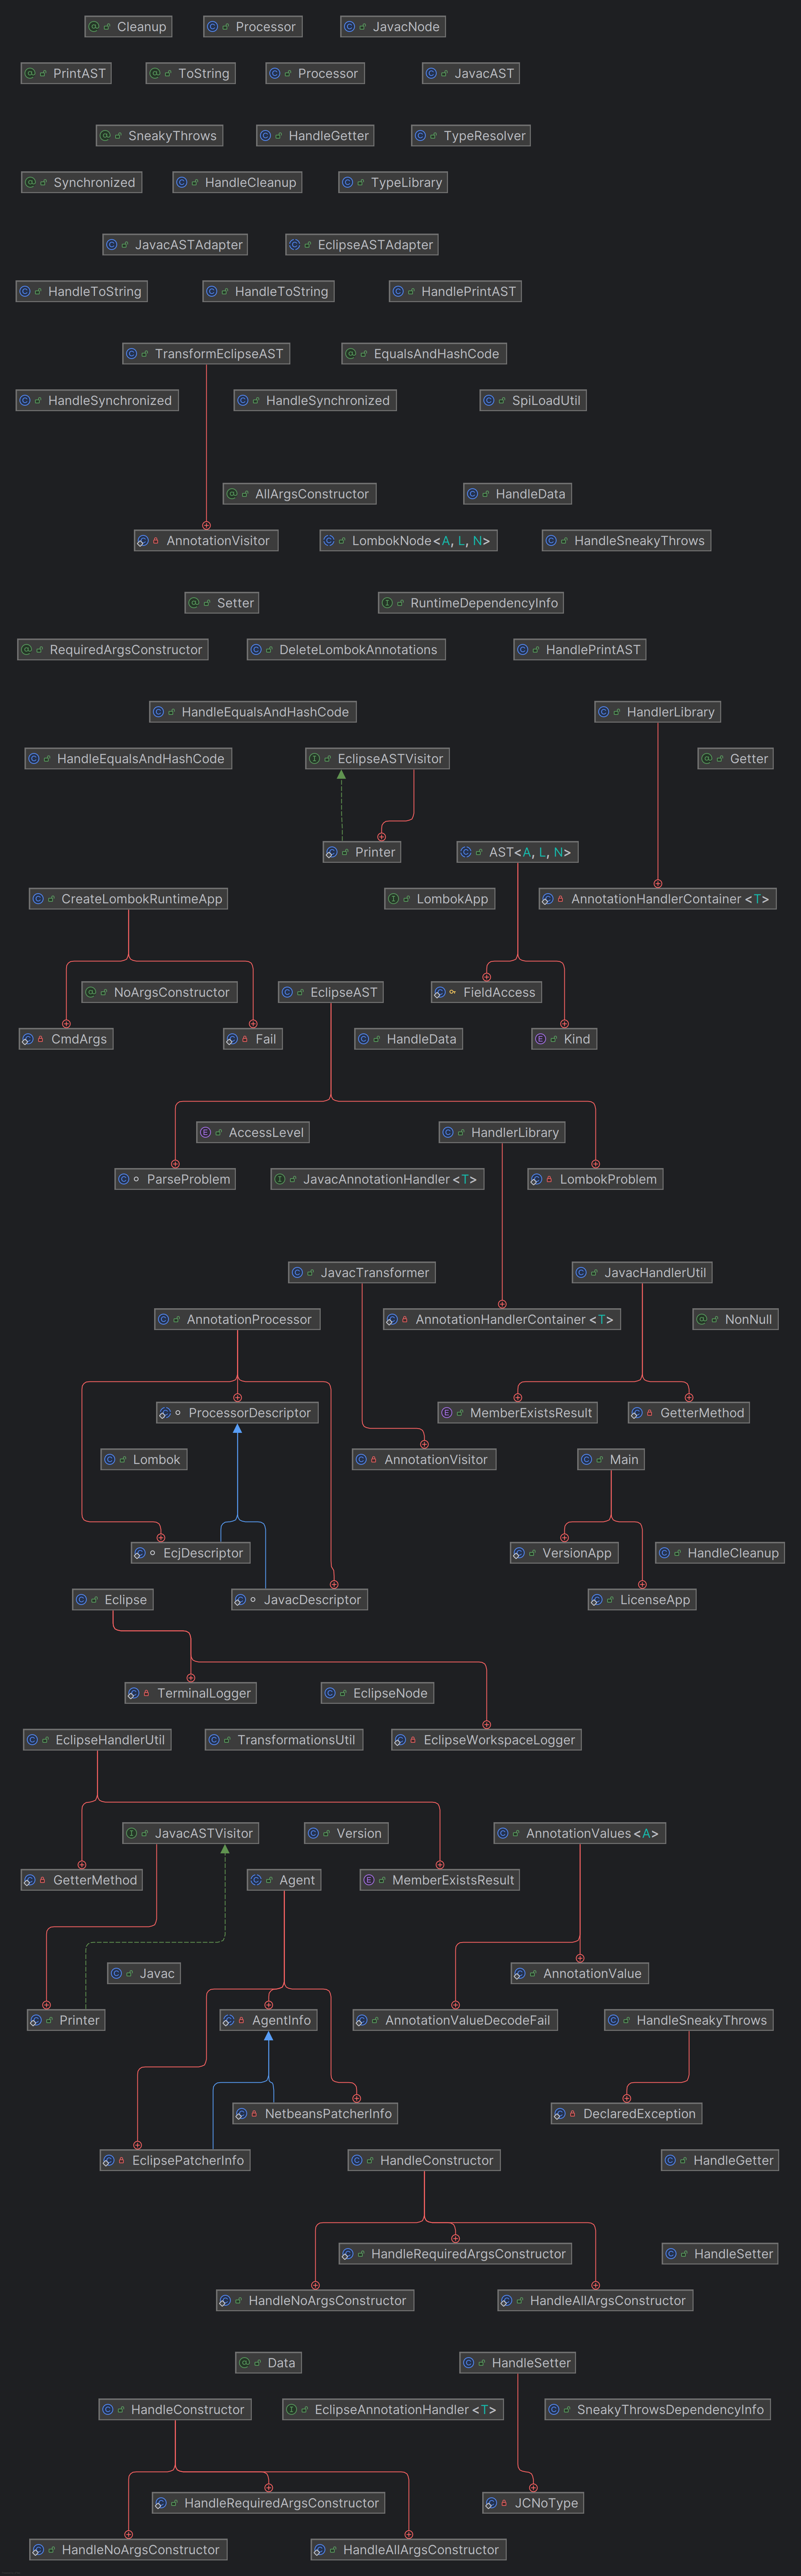 Cleanup
Processor
JavacNode
PrintAST
ToString
Processor
JavacAST
SneakyThrows
HandleGetter
TypeResolver
Synchronized
HandleCleanup
TypeLibrary
JavacASTAdapter
EclipseASTAdapter
HandleToString
HandleToString
HandlePrintAST
TransformEclipseAST
EqualsAndHashCode
HandleSynchronized
HandleSynchronized
SpiLoadUtil
AllArgsConstructor
HandleData
AnnotationVisitor
LombokNode<A, L, N>
HandleSneakyThrows
Setter
RuntimeDependencyInfo
RequiredArgsConstructor
DeleteLombokAnnotations
HandlePrintAST
HandleEqualsAndHashCode
HandlerLibrary
HandleEqualsAndHashCode
EclipseASTVisitor
Getter
Printer
AST<A, L, N>
CreateLombokRuntimeApp
LombokApp
AnnotationHandlerContainer<T>
NoArgsConstructor
EclipseAST
FieldAccess
CmdArgs
Fail
HandleData
Kind
AccessLevel
HandlerLibrary
ParseProblem
JavacAnnotationHandler<T>
LombokProblem
JavacTransformer
JavacHandlerUtil
AnnotationProcessor
AnnotationHandlerContainer<T>
NonNull
ProcessorDescriptor
MemberExistsResult
GetterMethod
Lombok
AnnotationVisitor
Main
EcjDescriptor
VersionApp
HandleCleanup
Eclipse
JavacDescriptor
LicenseApp
TerminalLogger
EclipseNode
EclipseHandlerUtil
TransformationsUtil
EclipseWorkspaceLogger
JavacASTVisitor
Version
AnnotationValues<A>
GetterMethod
Agent
MemberExistsResult
Javac
AnnotationValue
Printer
AgentInfo
AnnotationValueDecodeFail
HandleSneakyThrows
NetbeansPatcherInfo
DeclaredException
EclipsePatcherInfo
HandleConstructor
HandleGetter
HandleRequiredArgsConstructor
HandleSetter
HandleNoArgsConstructor
HandleAllArgsConstructor
Data
HandleSetter
HandleConstructor
EclipseAnnotationHandler<T>
SneakyThrowsDependencyInfo
HandleRequiredArgsConstructor
JCNoType
HandleNoArgsConstructor
HandleAllArgsConstructor